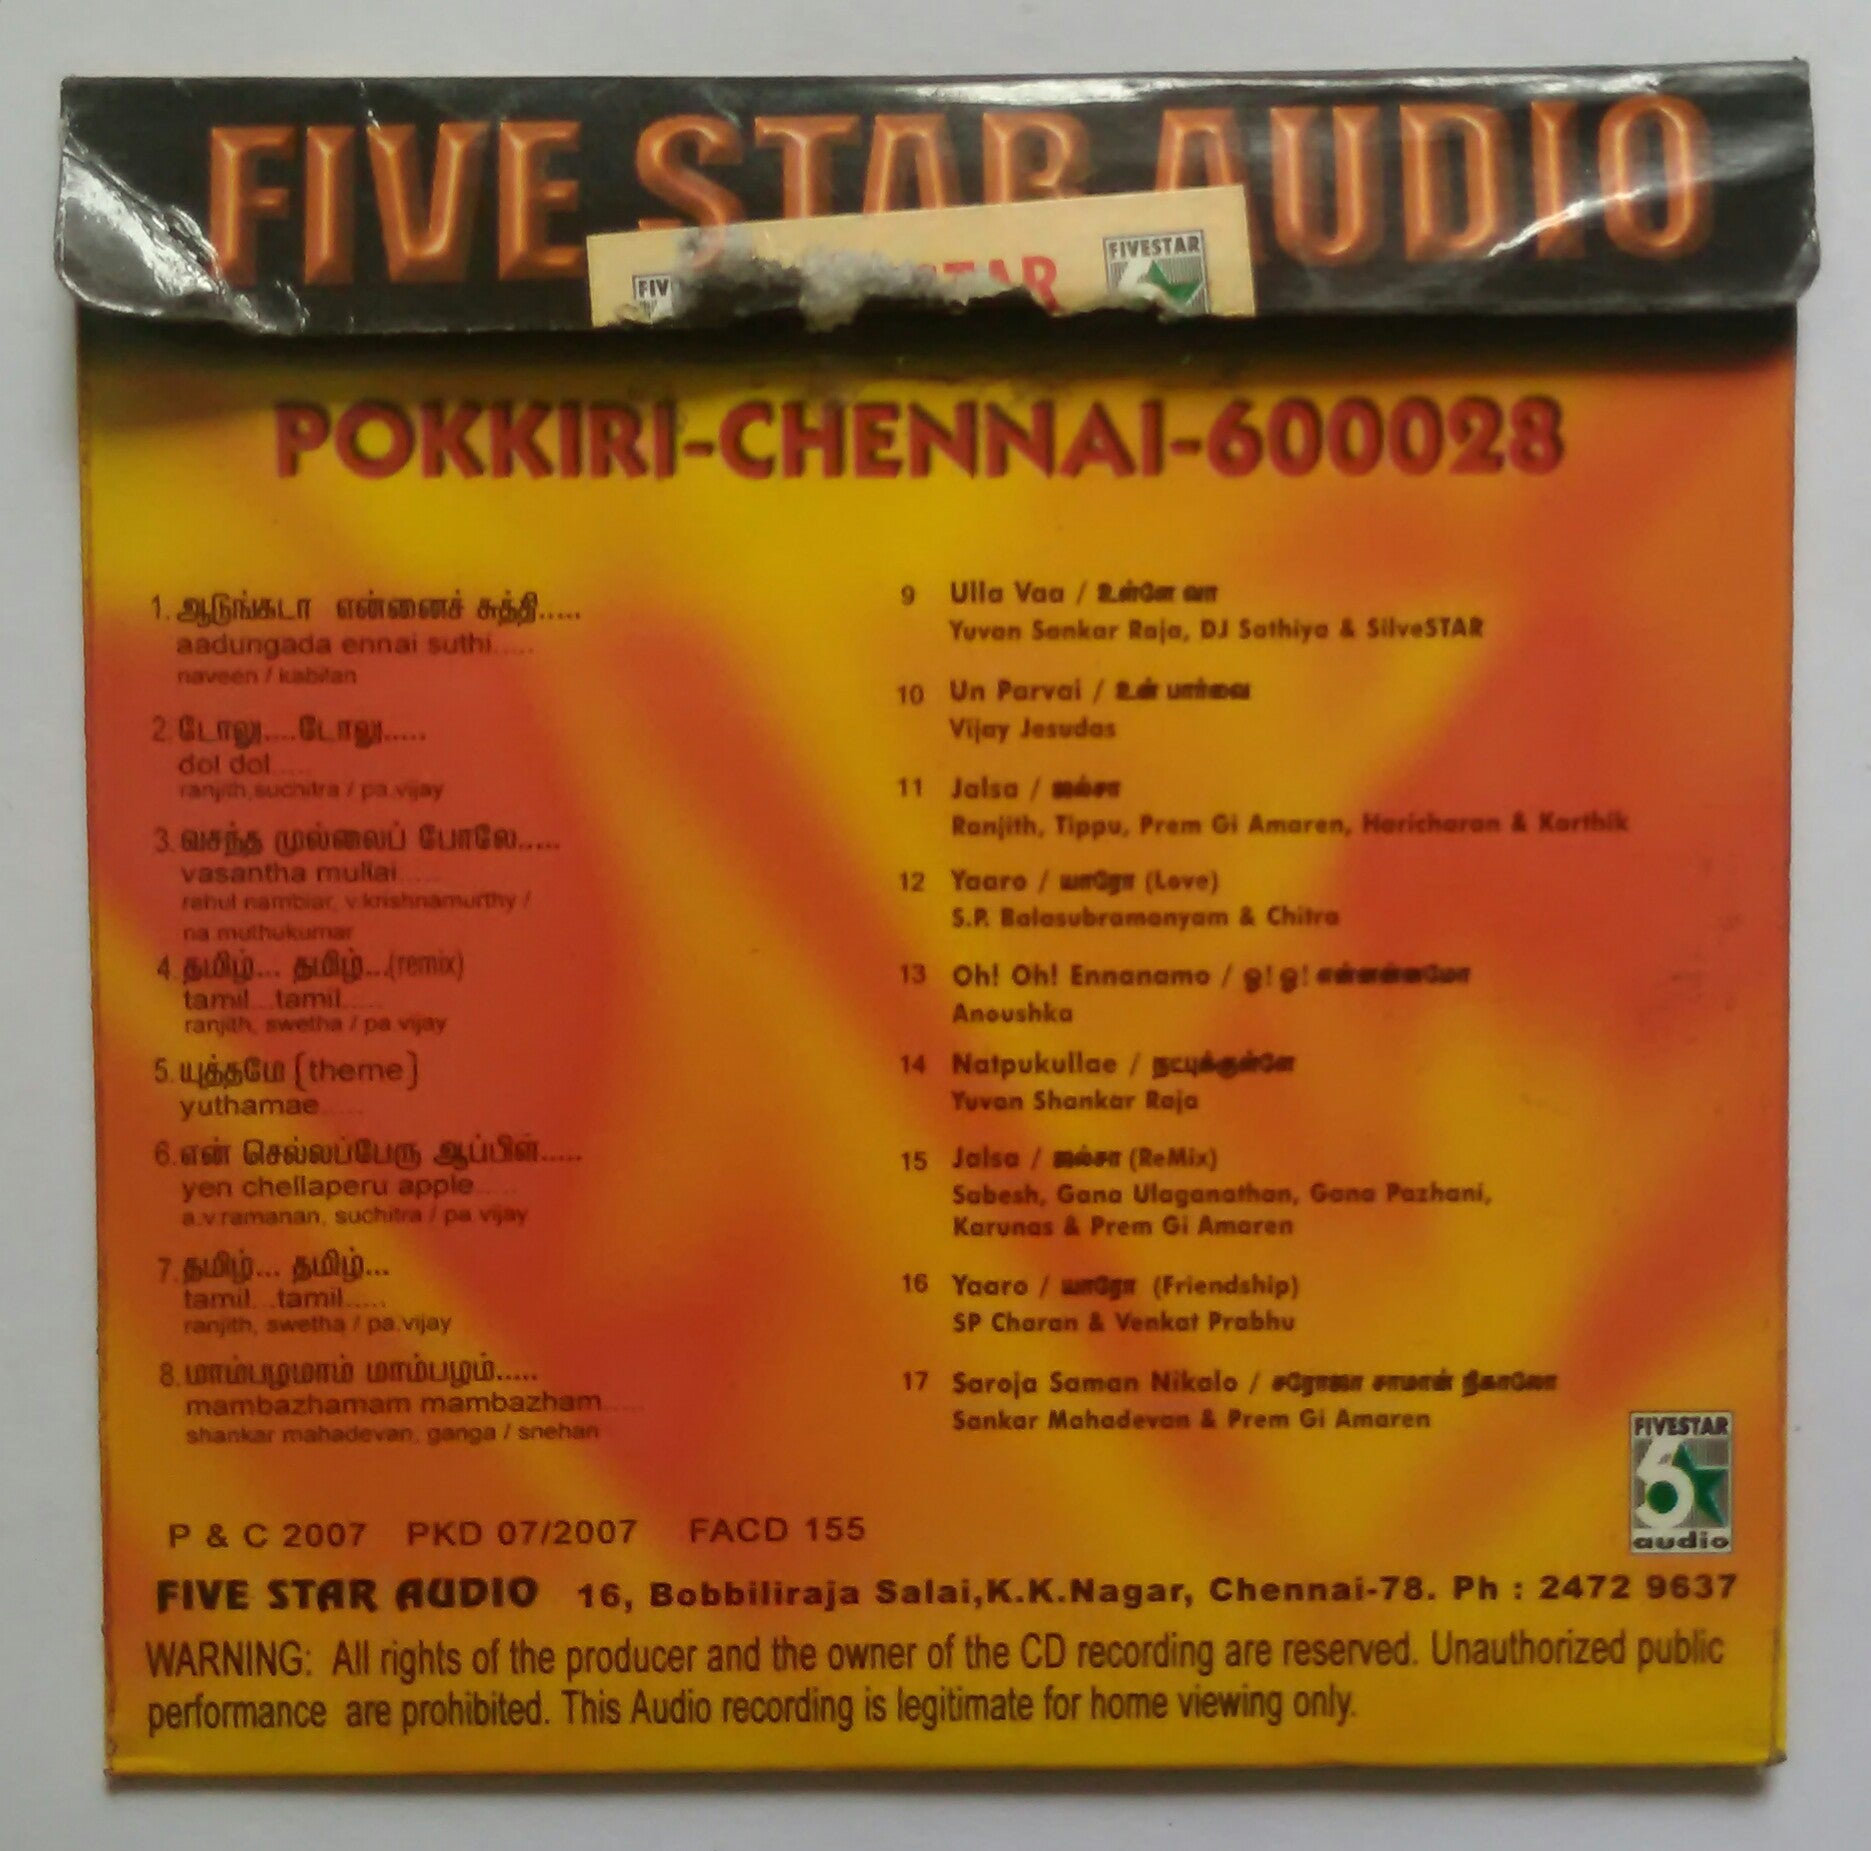 FIVE STAR AUDIO
FIVESTAR
POKKIRI-CHENNAI-600028
1. ஆடுங்கடா என்னைச் சுத்தி.....
aadungada ennai suthi.....
naveen / kabilan
2. டோலு....டோலு.....
dol dol.....
ranjith,suchitra / pa.vijay
3. வசந்த முல்லைப் போலே.....
vasantha mullai.....
rahul nambiar, v.krishnamurthy /
na muthukumar
4. தமிழ்... தமிழ்...(remix)
tamil...tamil.....
ranjith, swetha / pa vijay
5. யுத்தமே (theme)
yuthamae.....
6. என் செல்லப்பேரு ஆப்பிள்.....
yen chellaperu apple.....
a.v.ramanan, suchitra / pa vijay
7. தமிழ்... தமிழ்...
tamil...tamil.....
ranjith, swetha / pa.vijay
8. மாம்பழமாம் மாம்பழம்.....
mambazhamam mambazham.....
shankar mahadevan, ganga / snehan
9 Ulla Vaa / உள்ளே வா
Yuvan Sankar Raja, DJ Sathiya & SilveSTAR
10 Un Parvai / உன் பார்வை
Vijay Jesudas
11 Jalsa / ஜல்சா
Ranjith, Tippu, Prem Gi Amaren, Haricharan & Karthik
12 Yaaro / யாரோ (Love)
S.P. Balasubramanyam & Chitra
13 Oh! Oh! Ennanamo / ஓ! ஓ! என்னன்னமோ
Anoushka
14 Natpukullae / நட்புக்குள்ளே
Yuvan Shankar Raja
15 Jalsa / ஜல்சா (ReMix)
Sabesh, Gana Ulaganathan, Gana Pazhani,
Karunas & Prem Gi Amaren
16 Yaaro / யாரோ (Friendship)
SP Charan & Venkat Prabhu
17 Saroja Saman Nikalo / சரோஜா சாமான் நிகாலோ
Sankar Mahadevan & Prem Gi Amaren
FIVESTAR
audio
P & C 2007 PKD 07/2007 FACD 155
FIVE STAR AUDIO 16, Bobbiliraja Salai,K.K.Nagar, Chennai-78. Ph : 2472 9637
WARNING: All rights of the producer and the owner of the CD recording are reserved. Unauthorized public
performance are prohibited. This Audio recording is legitimate for home viewing only.